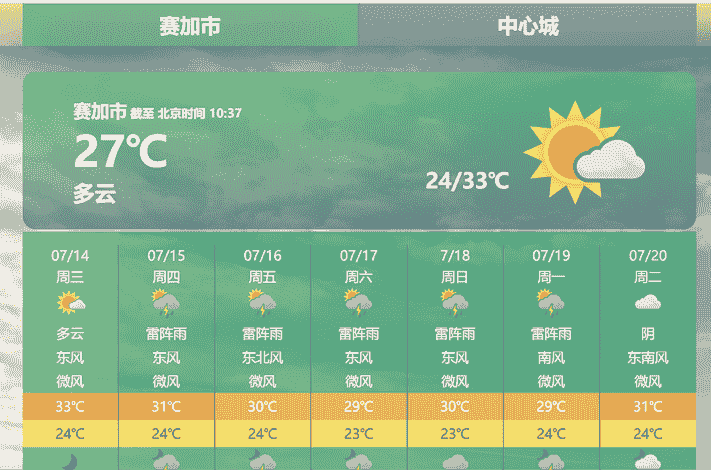 赛加市 中心城
赛加市 截至 北京时间 10:37
27℃
多云
24/33℃
07/14 07/15 07/16 07/17 7/18 07/19 07/20
周三 周四 周五 周六 周日 周一 周二
多云 雷阵雨 雷阵雨 雷阵雨 雷阵雨 雷阵雨 阴
东风 东风 东北风 东风 东风 南风 东南风
微风 微风 微风 微风 微风 微风 微风
33℃ 31℃ 30℃ 29℃ 30℃ 29℃ 31℃
24℃ 24℃ 24℃ 23℃ 23℃ 24℃ 24℃